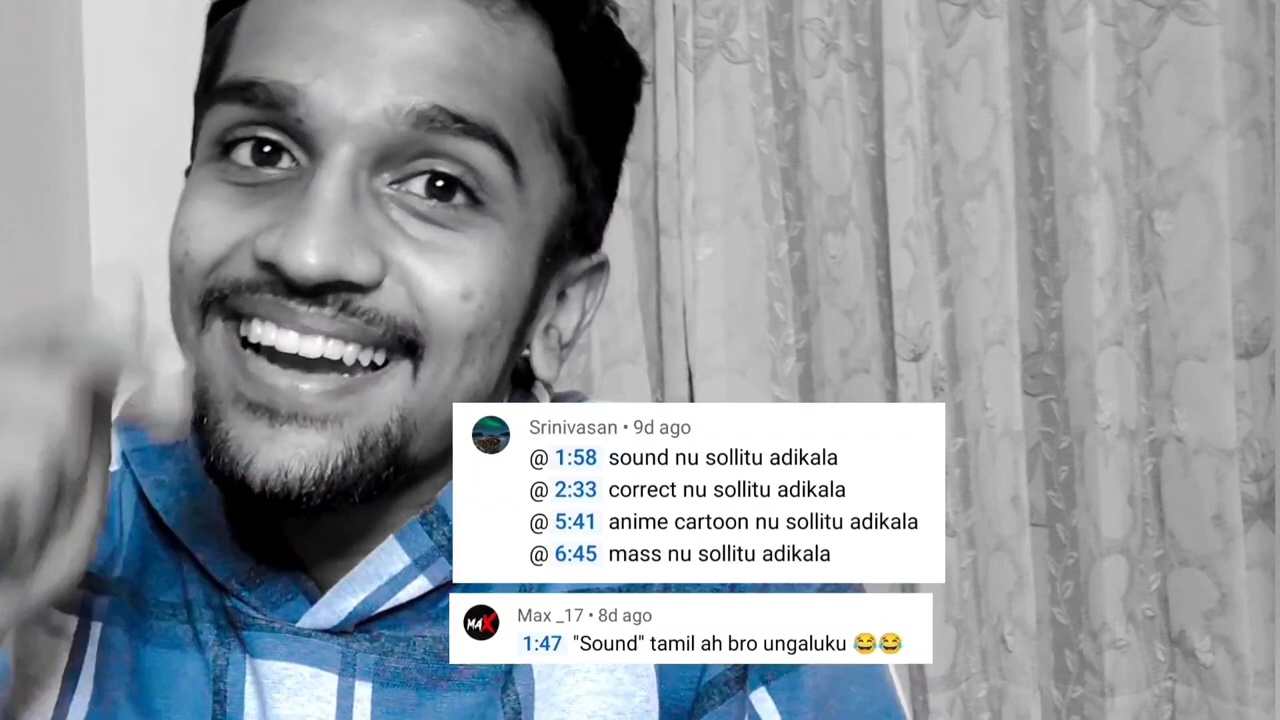 Srinivasan • 9d ago
@ 1:58 sound nu sollitu adikala
@ 2:33 correct nu sollitu adikala
@ 5:41 anime cartoon nu sollitu adikala
@ 6:45 mass nu sollitu adikala
MAX
Max _17 • 8d ago
1:47 "Sound" tamil ah bro ungaluku 😂😂